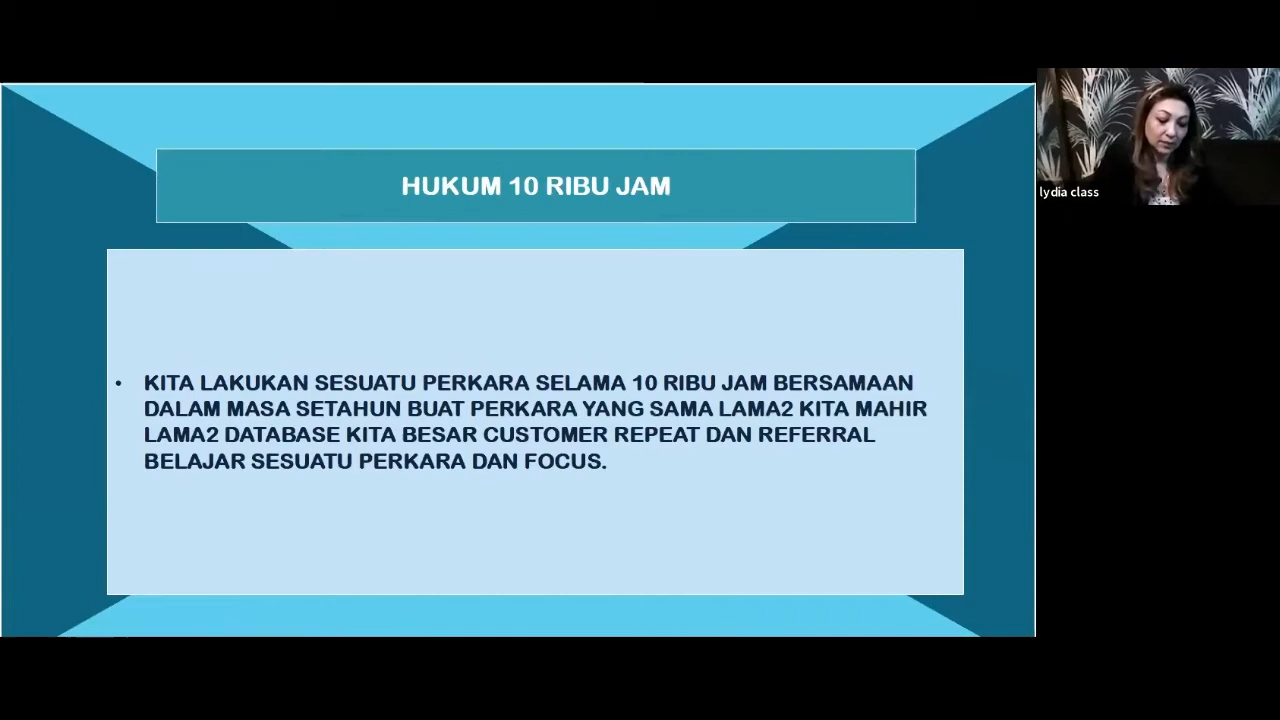 HUKUM 10 RIBU JAM
• KITA LAKUKAN SESUATU PERKARA SELAMA 10 RIBU JAM BERSAMAAN
DALAM MASA SETAHUN BUAT PERKARA YANG SAMA LAMA2 KITA MAHIR
LAMA2 DATABASE KITA BESAR CUSTOMER REPEAT DAN REFERRAL
BELAJAR SESUATU PERKARA DAN FOCUS.
lydia class